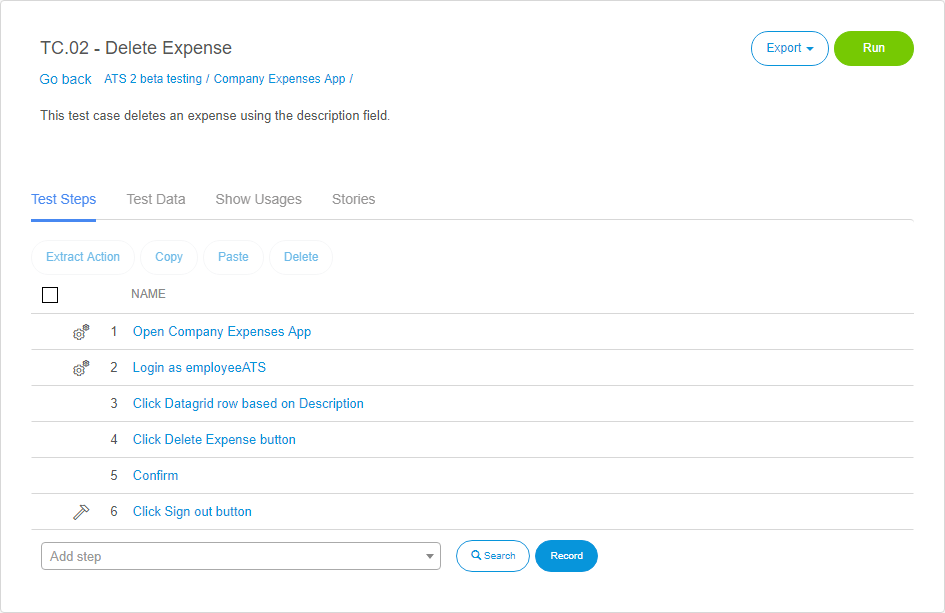 TC.02 - Delete Expense
Export
Run
Go back ATS 2 beta testing / Company Expenses App /
This test case deletes an expense using the description field.
Test Steps Test Data Show Usages Stories
Extract Action Copy Paste Delete
NAME
1 Open Company Expenses App
2 Login as employeeATS
3 Click Datagrid row based on Description
4 Click Delete Expense button
5 Confirm
6 Click Sign out button
Add step Search Record